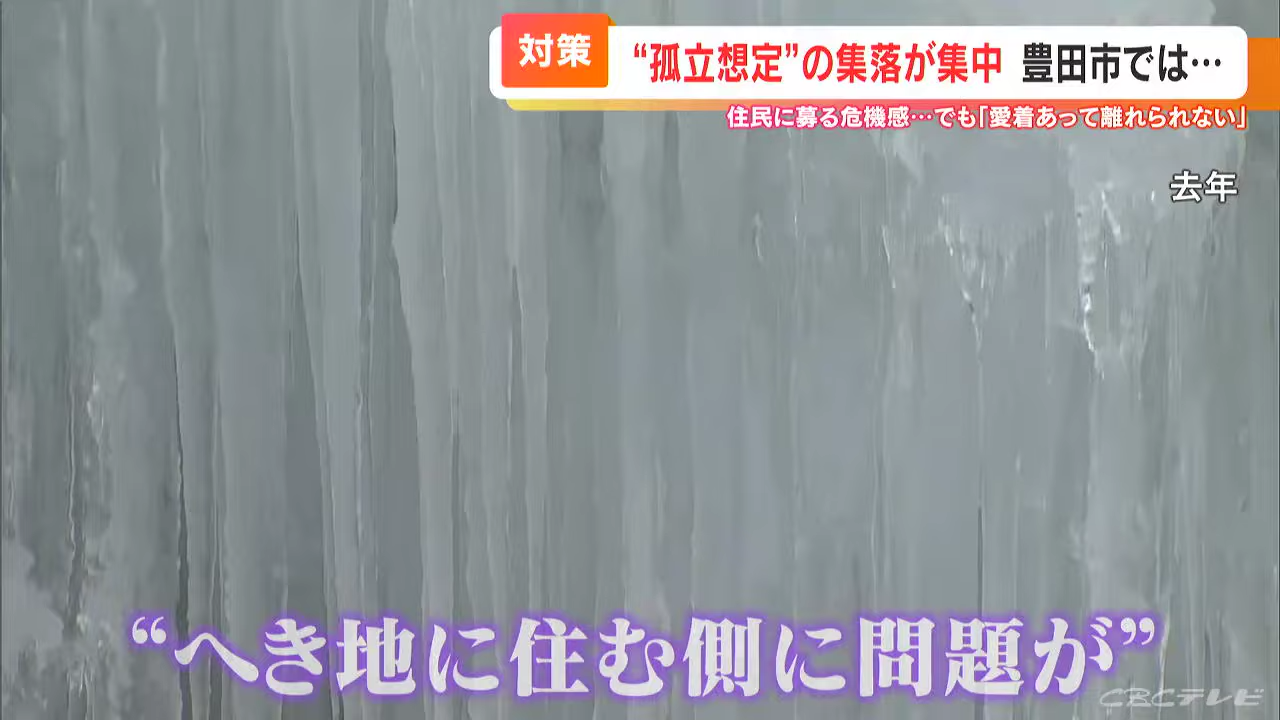 対策
“孤立想定”の集落が集中 豊田市では…
住民に募る危機感…でも「愛着あって離れられない」
去年
“へき地に住む側に問題が”
CBCテレビ